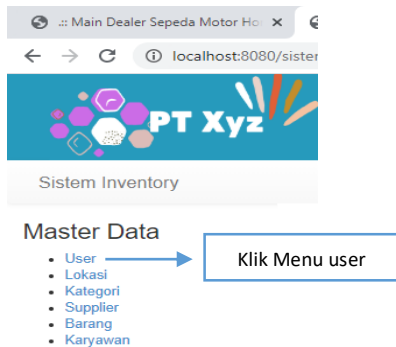 .:: Main Dealer Sepeda Motor Ho
localhost:8080/sister
PT Xyz
Sistem Inventory
Master Data
User
Klik Menu user
Lokasi
Kategori
Supplier
Barang
Karyawan